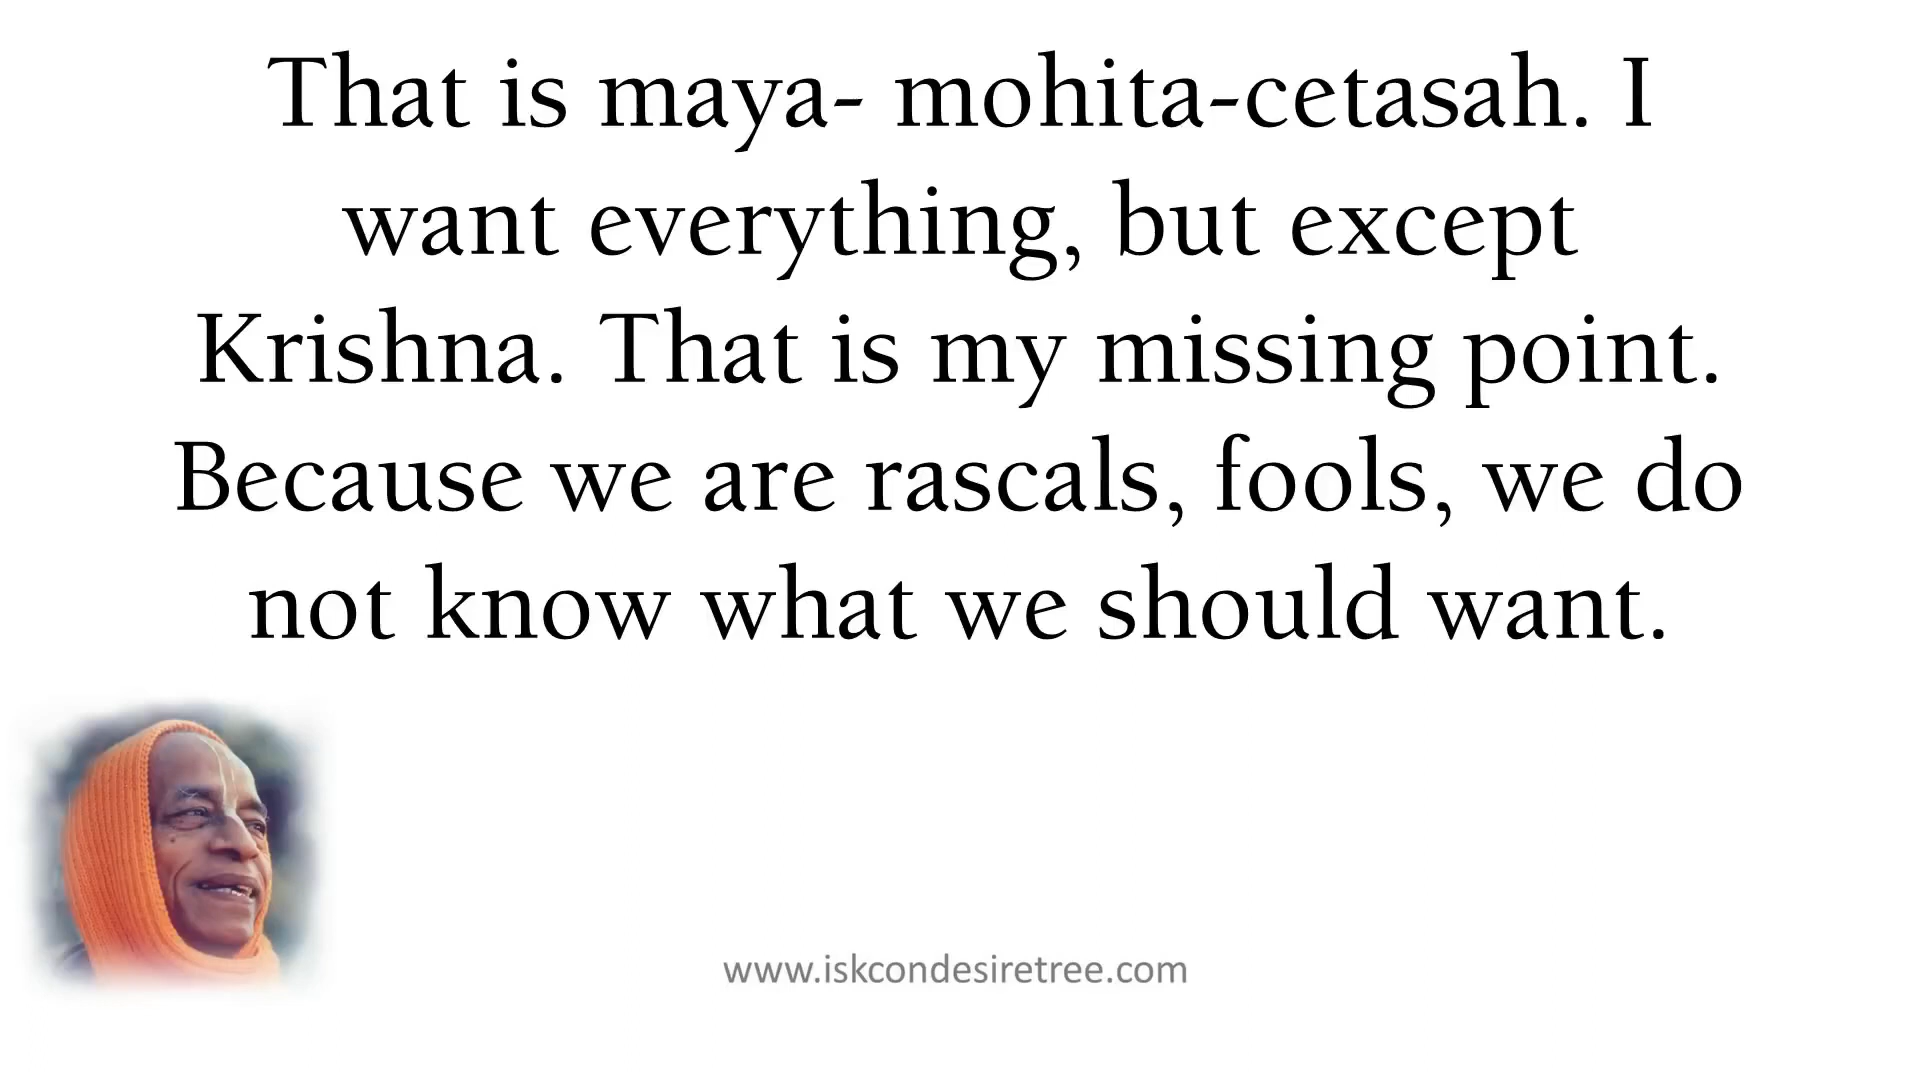 That is maya- mohita-cetasah. I
want everything, but except
Krishna. That is my missing point.
Because we are rascals, fools, we do
not know what we should want.
www.iskcondesiretree.com